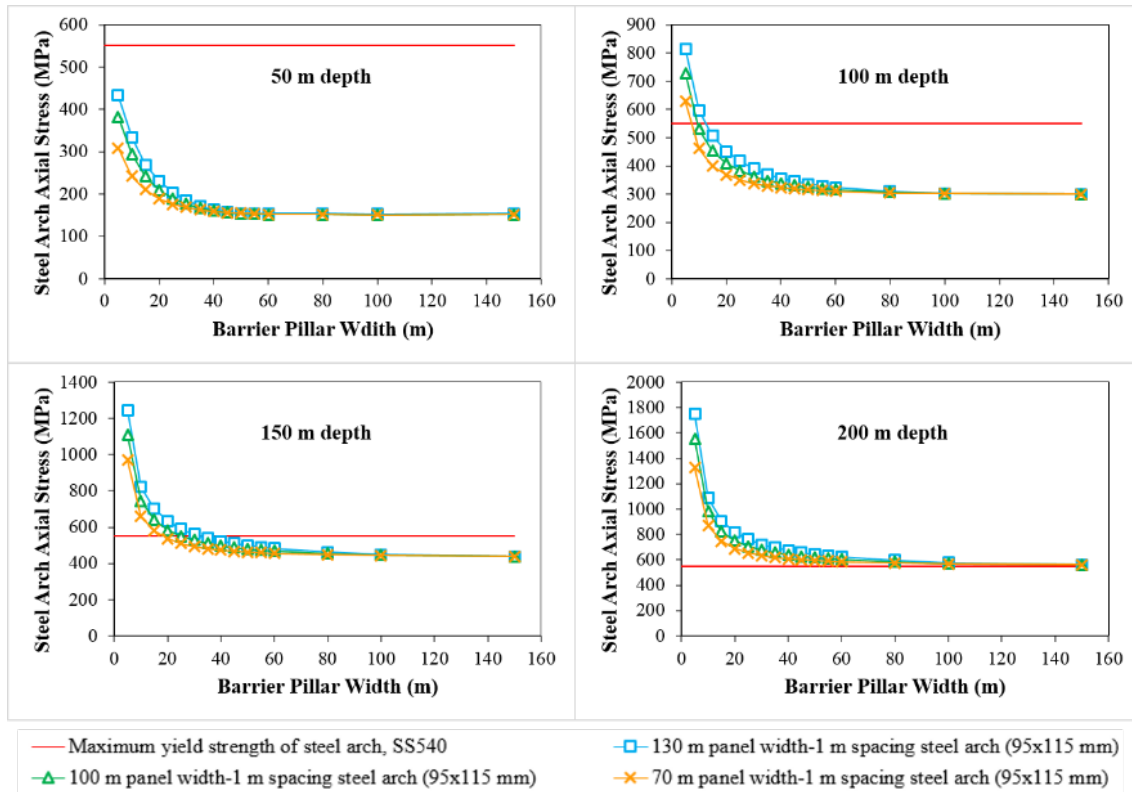 600
500
400
300
200
100
0
Steel Arch Axial Stress (MPa)
50 m depth
0 20 40 60 80 100 120 140 160
Barrier Pillar Wdith (m)
900
800
700
600
500
400
300
200
100
0
Steel Arch Axial Stress (MPa)
100 m depth
0 20 40 60 80 100 120 140 160
Barrier Pillar Width (m)
1400
1200
1000
800
600
400
200
0
Steel Arch Axial Stress (MPa)
150 m depth
0 20 40 60 80 100 120 140 160
Barrier Pillar Width (m)
2000
1800
1600
1400
1200
1000
800
600
400
200
0
Steel Arch Axial Stress (MPa)
200 m depth
0 20 40 60 80 100 120 140 160
Barrier Pillar Width (m)
Maximum yield strength of steel arch, SS540
130 m panel width-1 m spacing steel arch (95x115 mm)
100 m panel width-1 m spacing steel arch (95x115 mm)
70 m panel width-1 m spacing steel arch (95x115 mm)